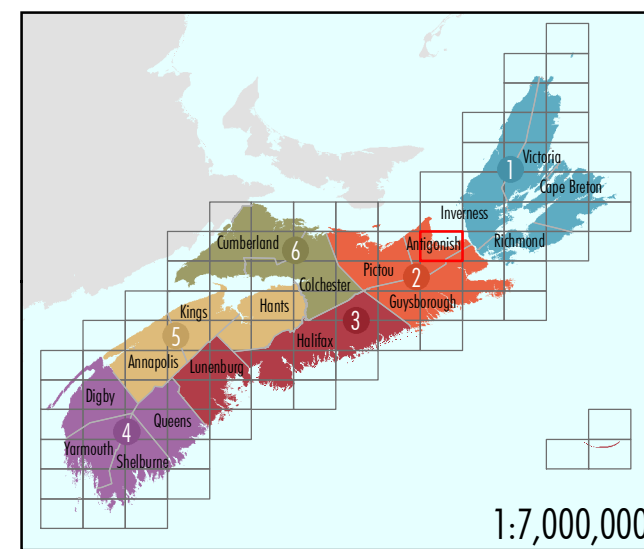 Victoria
1
Cape Breton
Inverness
Cumberland
6
Antigonish
Richmond
Pictou
2
Colchester
Guysborough
Kings
Hants
3
5
Halifax
Annapolis
Lunenburg
Digby
Queens
4
Yarmouth
Shelburne
1:7,000,000